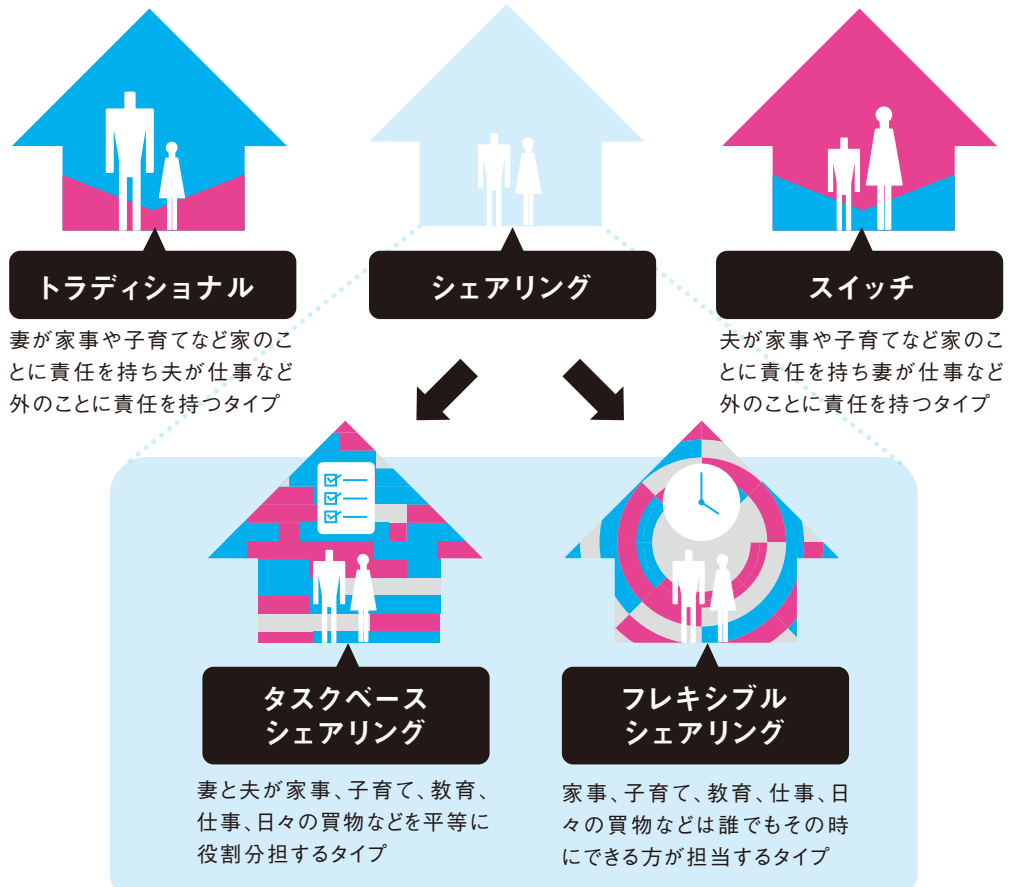 トラディショナル
妻が家事や子育てなど家のこ
とに責任を持ち夫が仕事など
外のことに責任を持つタイプ
シェアリング
スイッチ
夫が家事や子育てなど家のこ
とに責任を持ち妻が仕事など
外のことに責任を持つタイプ
タスクベース
シェアリング
妻と夫が家事、子育て、教育、
仕事、日々の買物などを平等に
役割分担するタイプ
フレキシブル
シェアリング
家事、子育て、教育、仕事、日
々の買物などは誰でもその時
にできる方が担当するタイプ